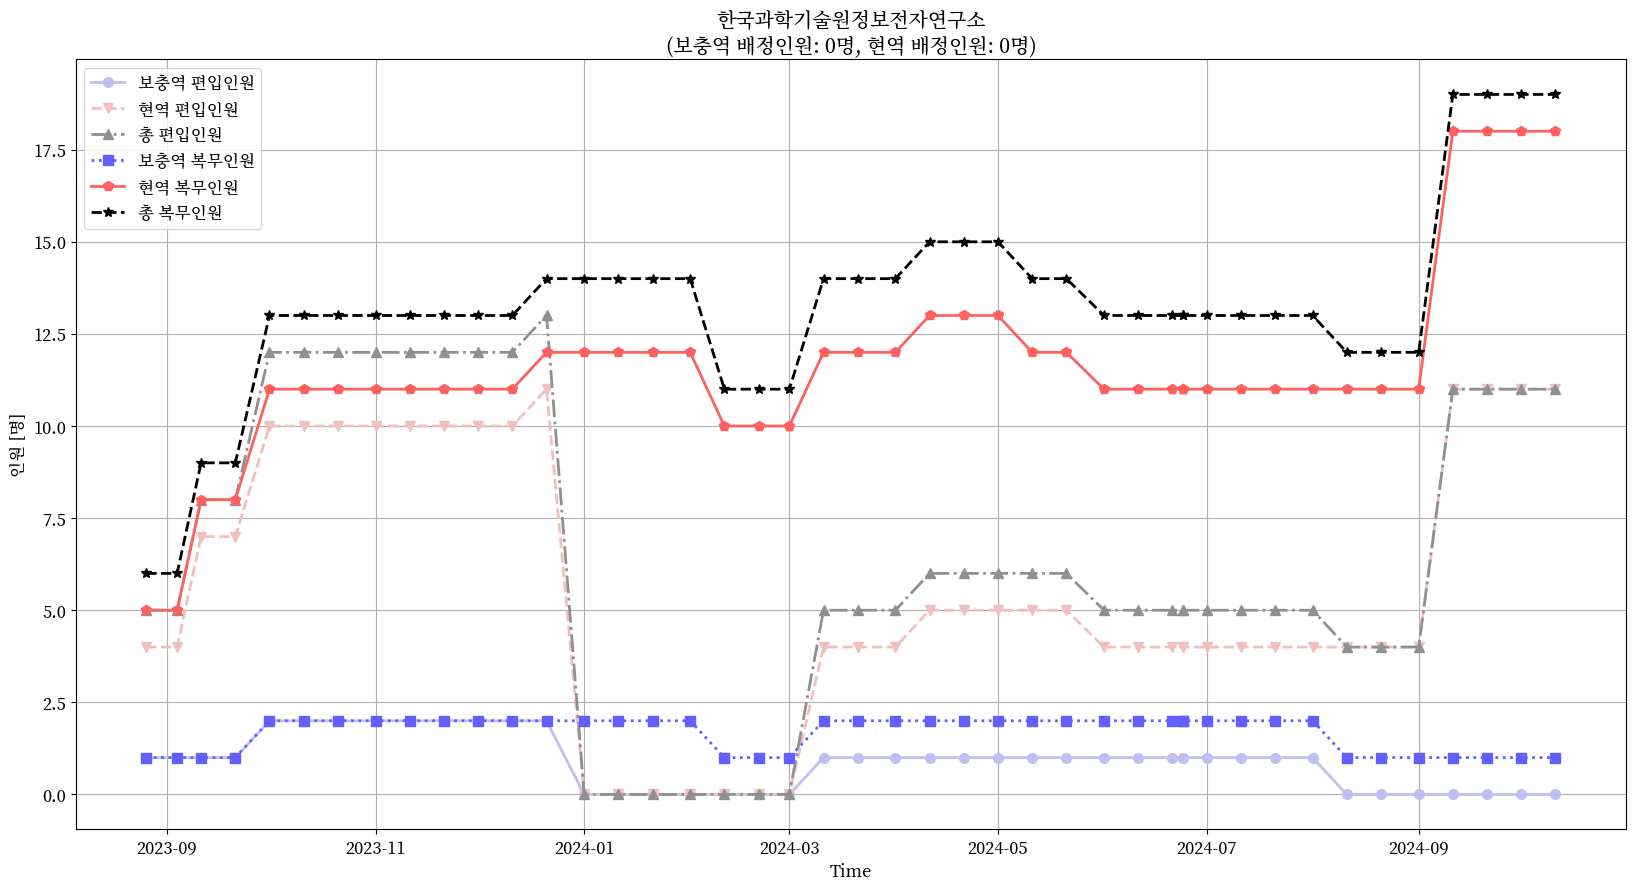 한국과학기술원정보전자연구소
(보충역 배정인원: 0명, 현역 배정인원: 0명)
보충역 편입인원
현역 편입인원
총 편입인원
보충역 복무인원
현역 복무인원
총 복무인원
17.5
15.0
12.5
10.0
7.5
5.0
2.5
0.0
인원 [명]
2023-09
2023-11
2024-01
2024-03
2024-05
2024-07
2024-09
Time